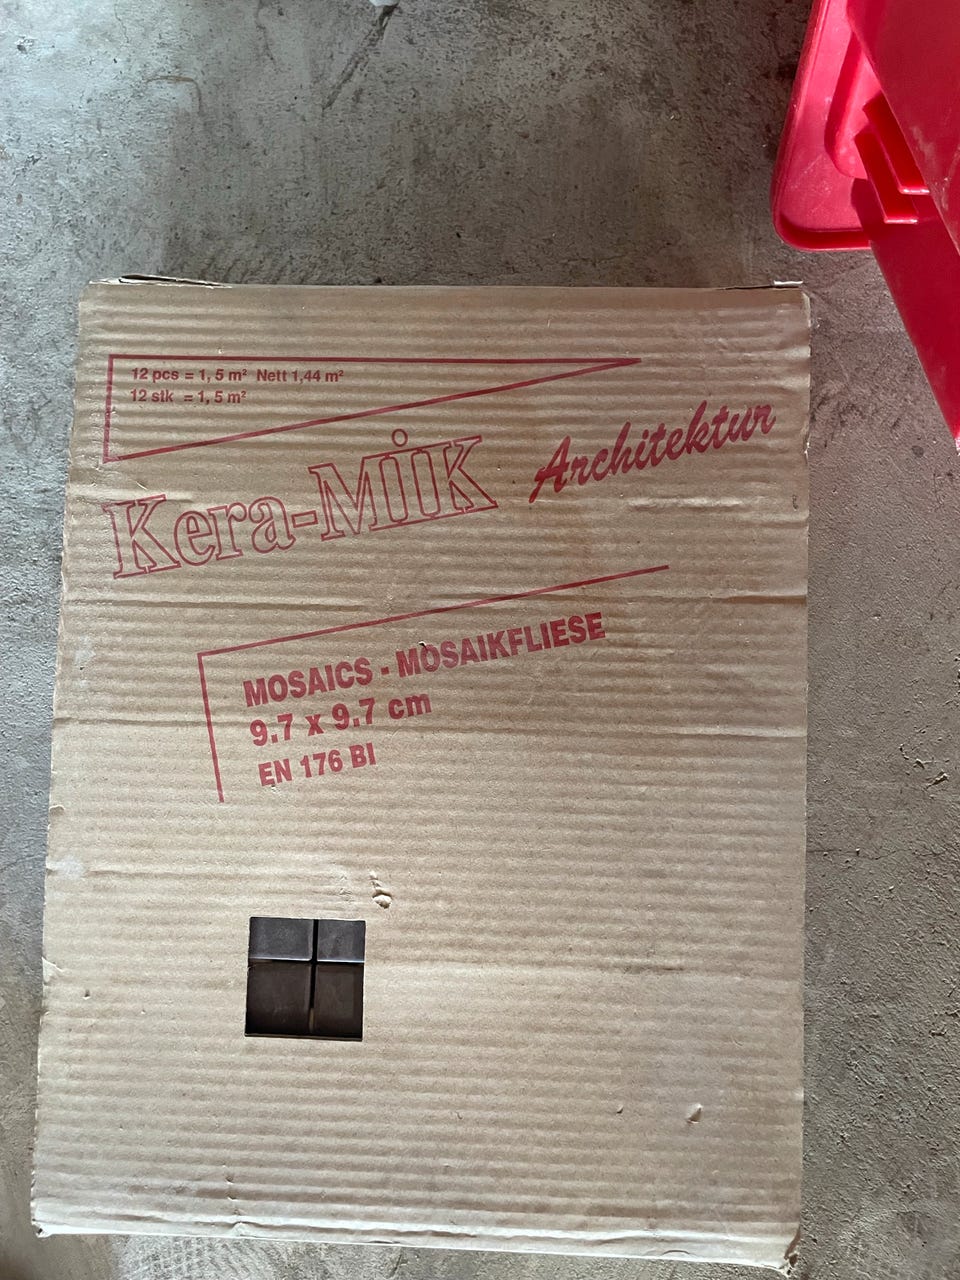 12 pcs = 1, 5 m² Nett 1,44 m²
12 stk = 1, 5 m²
Kera-MiiK Architektur
MOSAICS - MOSAIKFLIESE
9.7 x 9.7 cm
EN 176 BI